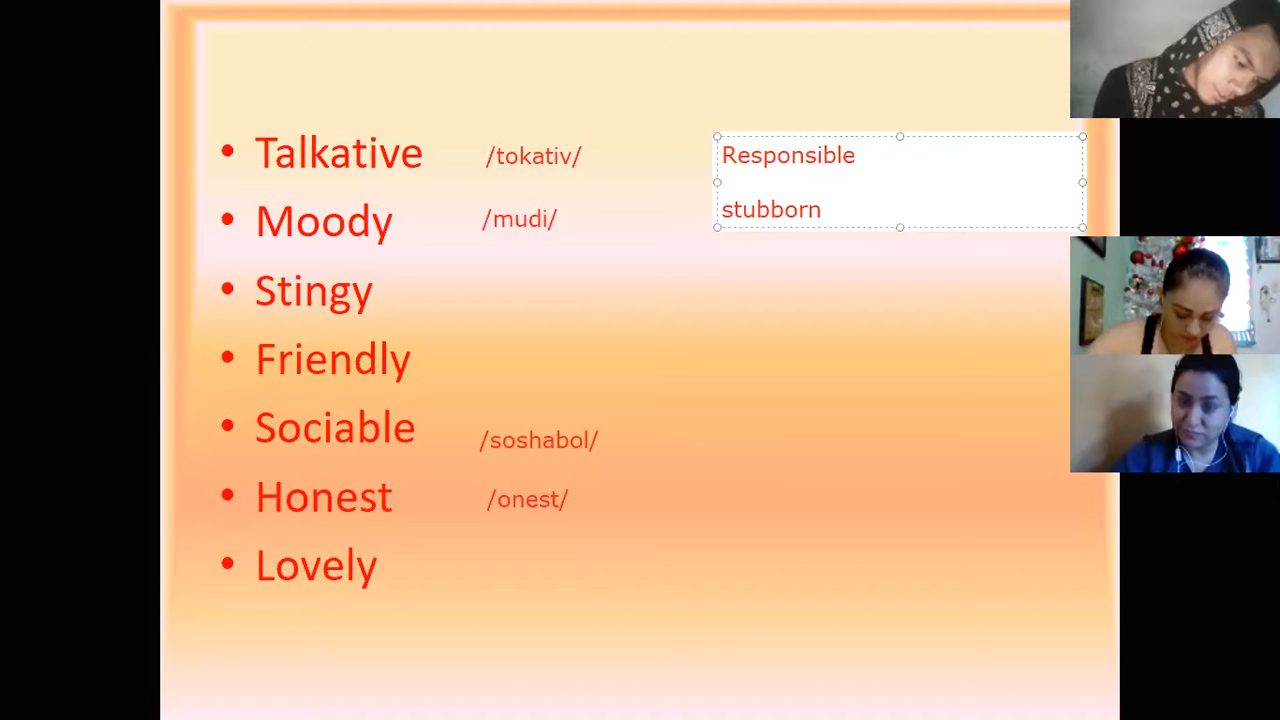 • Talkative /tokativ/
• Moody /mudi/
• Stingy
• Friendly
• Sociable /soshabol/
• Honest /onest/
• Lovely
Responsible
stubborn